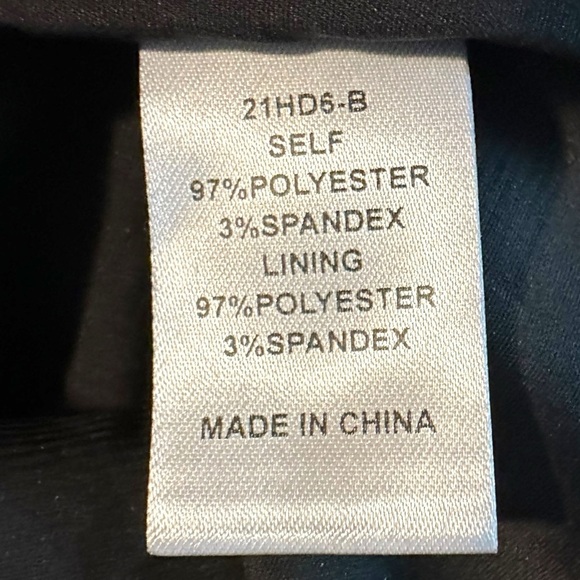 21HD6-B
SELF
97%POLYESTER
3%SPANDEX
LINING
97%POLYESTER
3%SPANDEX
MADE IN CHINA